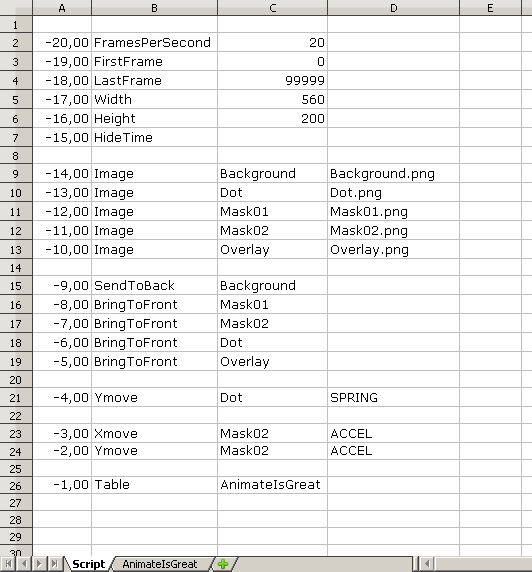 A B C D E
1
2 -20,00 FramesPerSecond 20
3 -19,00 FirstFrame 0
4 -18,00 LastFrame 99999
5 -17,00 Width 560
6 -16,00 Height 200
7 -15,00 HideTime
8
9 -14,00 Image Background Background.png
10 -13,00 Image Dot Dot.png
11 -12,00 Image Mask01 Mask01.png
12 -11,00 Image Mask02 Mask02.png
13 -10,00 Image Overlay Overlay.png
14
15 -9,00 SendToBack Background
16 -8,00 BringToFront Mask01
17 -7,00 BringToFront Mask02
18 -6,00 BringToFront Dot
19 -5,00 BringToFront Overlay
20
21 -4,00 Ymove Dot SPRING
22
23 -3,00 Xmove Mask02 ACCEL
24 -2,00 Ymove Mask02 ACCEL
25
26 -1,00 Table AnimateIsGreat
27
28
29
30
Script AnimateIsGreat